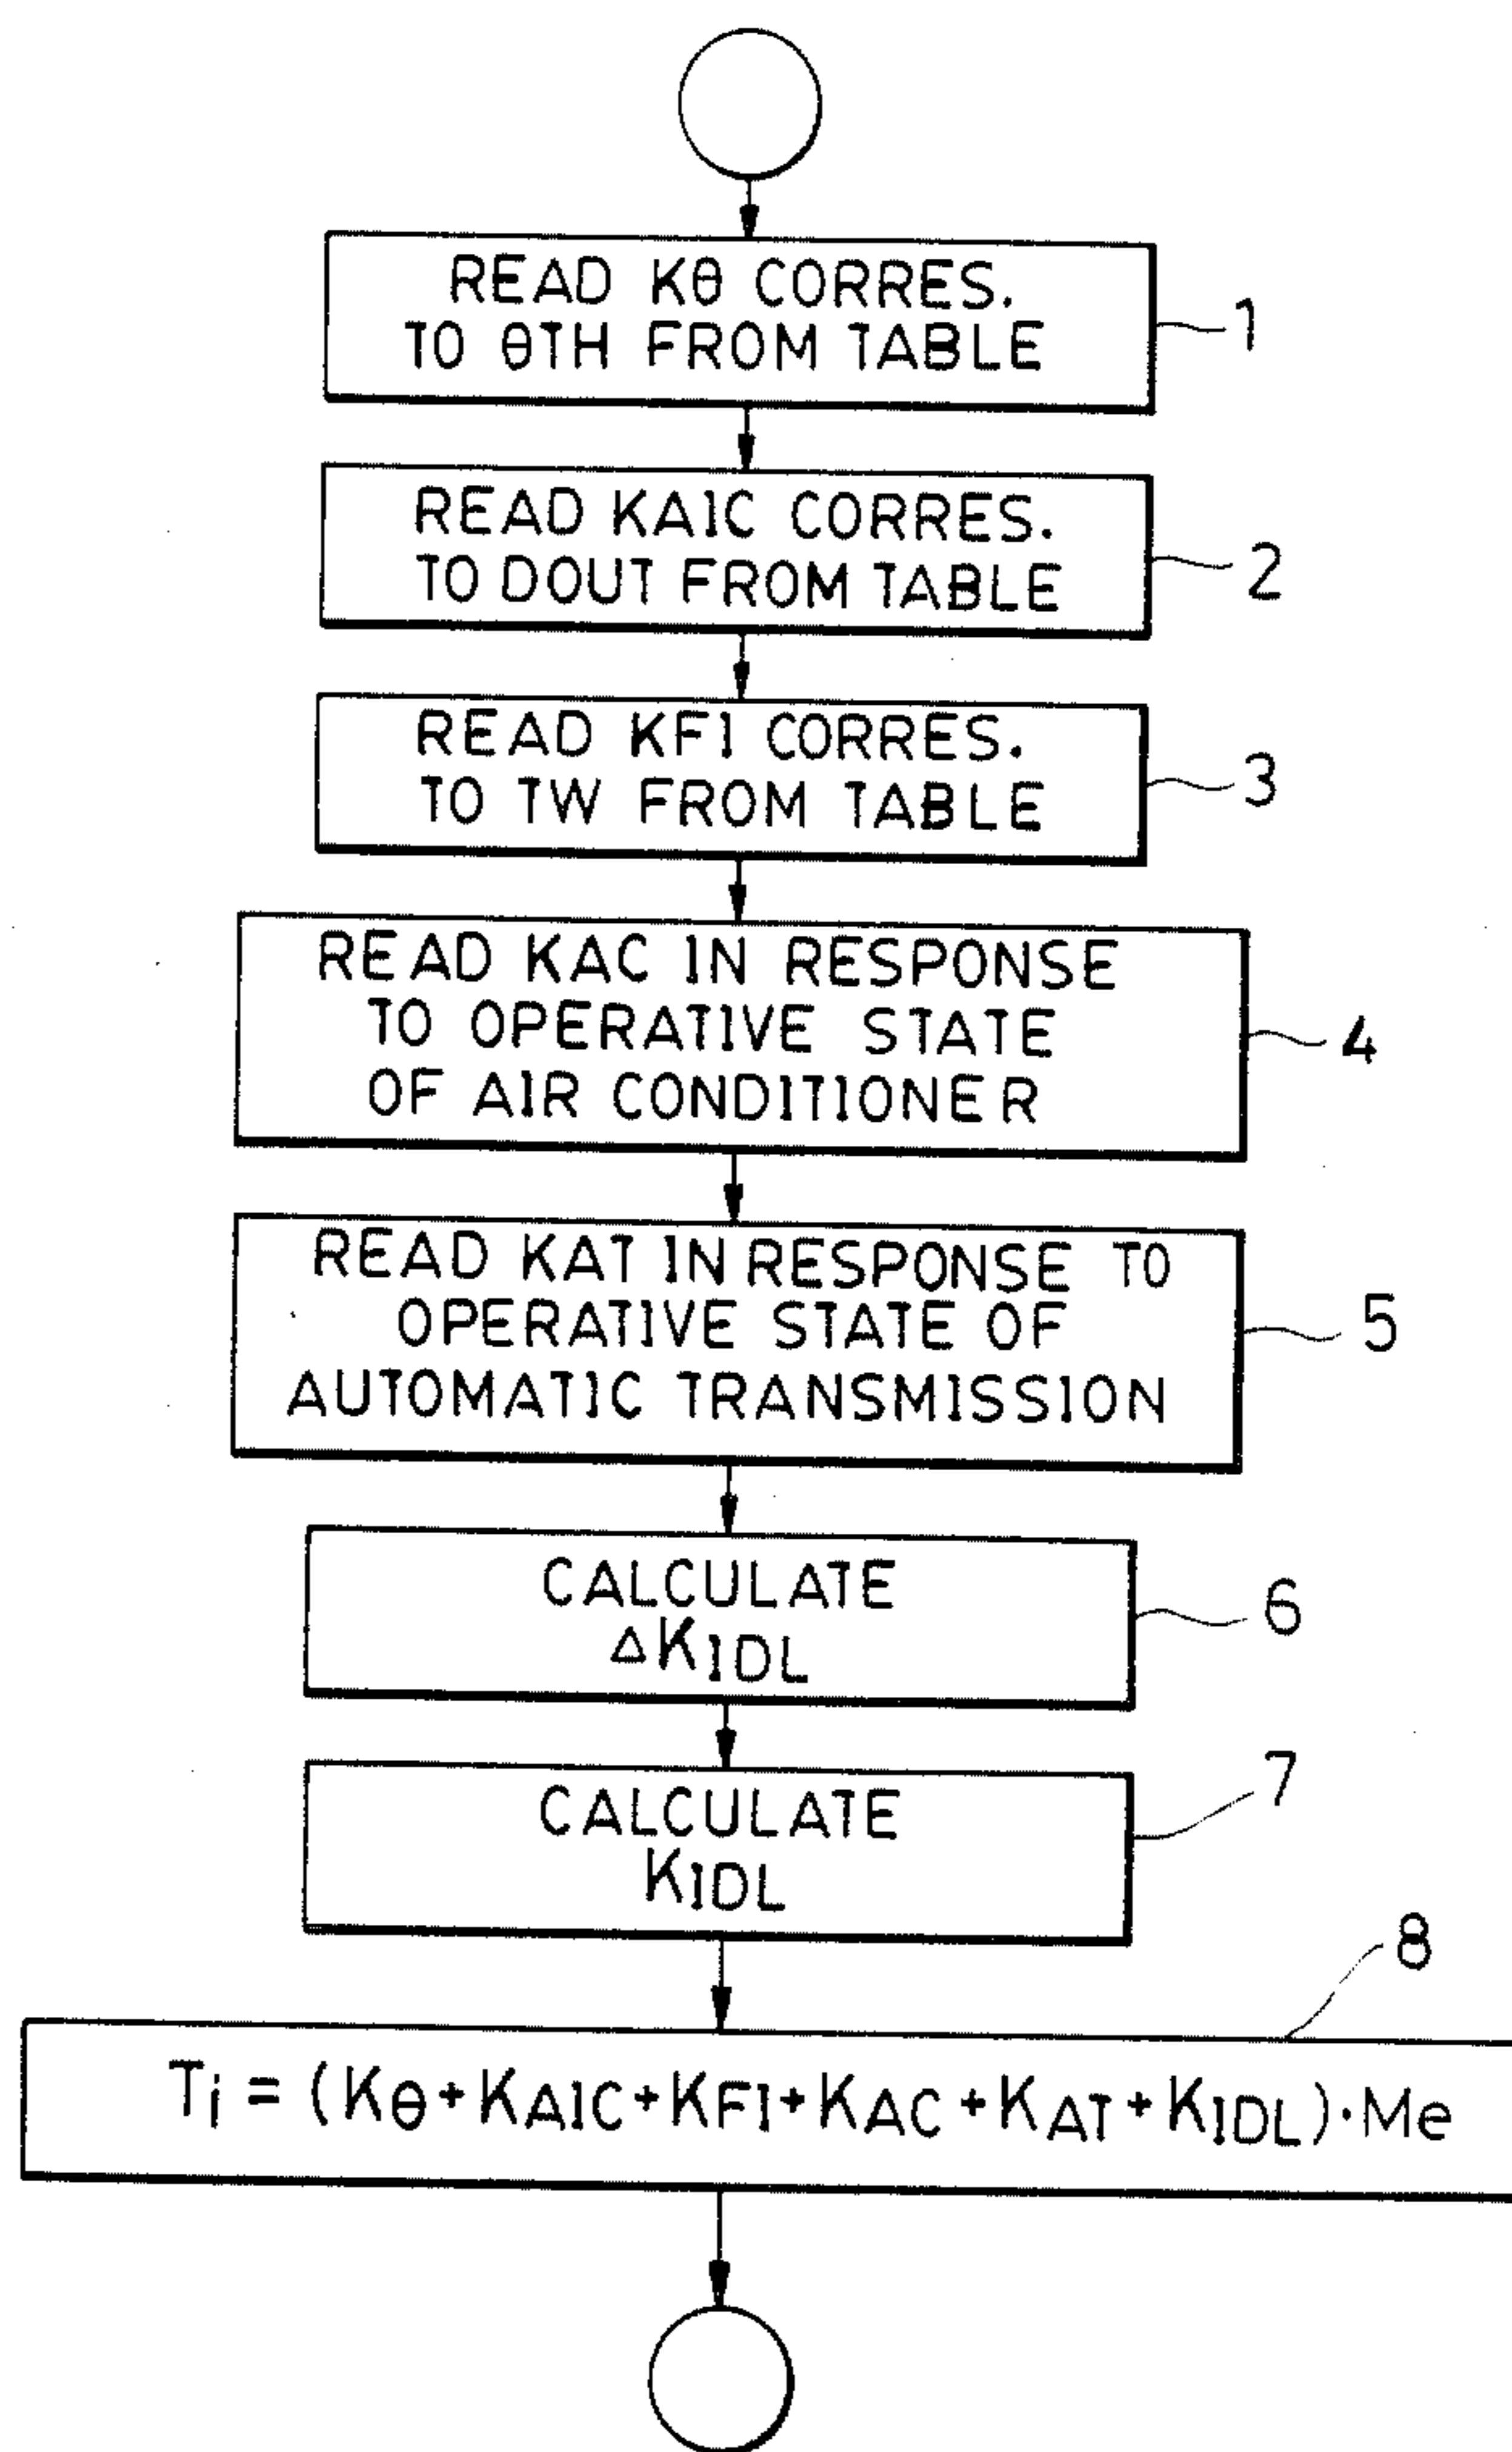 READ Kθ CORRES.
TO θTH FROM TABLE
1
READ KAIC CORRES.
TO DOUT FROM TABLE
2
READ KFI CORRES.
TO TW FROM TABLE
3
READ KAC IN RESPONSE
TO OPERATIVE STATE
OF AIR CONDITIONER
4
READ KAT IN RESPONSE TO
OPERATIVE STATE OF
AUTOMATIC TRANSMISSION
5
CALCULATE
ΔKIDL
6
CALCULATE
KIDL
7
8
Ti = (Kθ+KAIC+KFI+KAC+KAT+KIDL)·Me